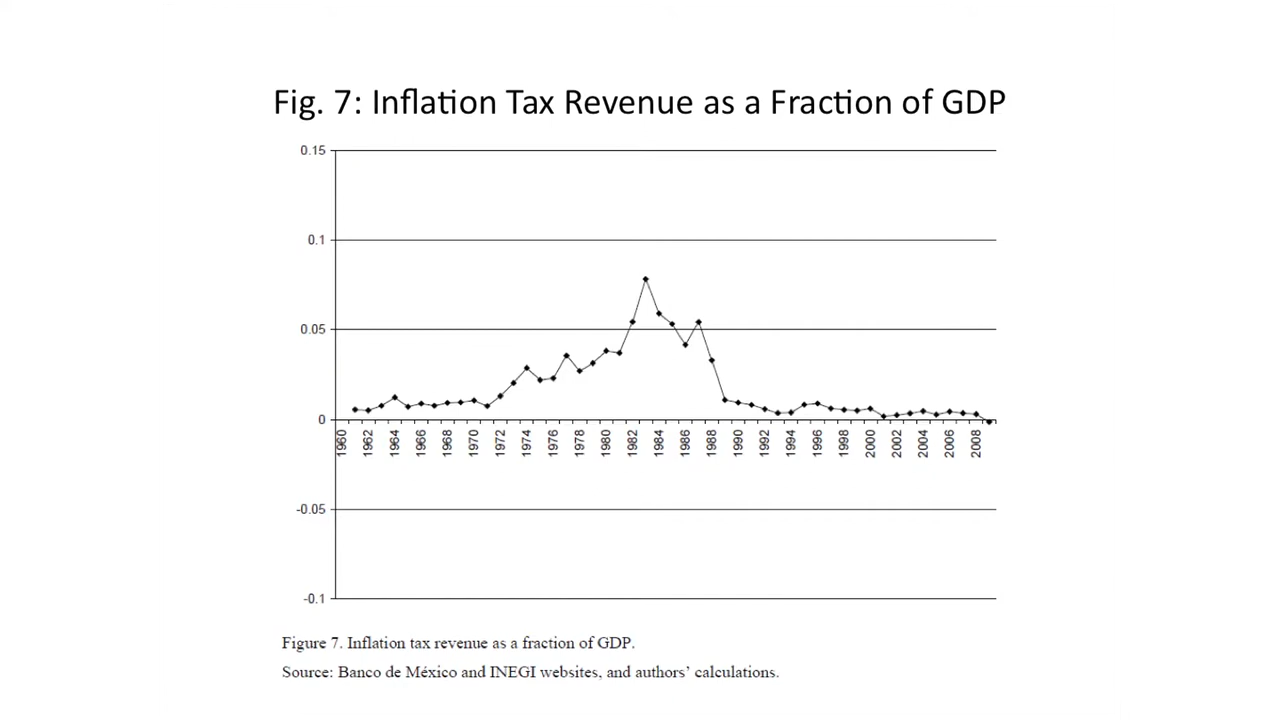 Fig. 7: Inflation Tax Revenue as a Fraction of GDP
0.15
0.1
0.05
0
-0.05
-0.1
1960 1962 1964 1966 1968 1970 1972 1974 1976 1978 1980 1982 1984 1986 1988 1990 1992 1994 1996 1998 2000 2002 2004 2006 2008
Figure 7. Inflation tax revenue as a fraction of GDP.
Source: Banco de México and INEGI websites, and authors’ calculations.